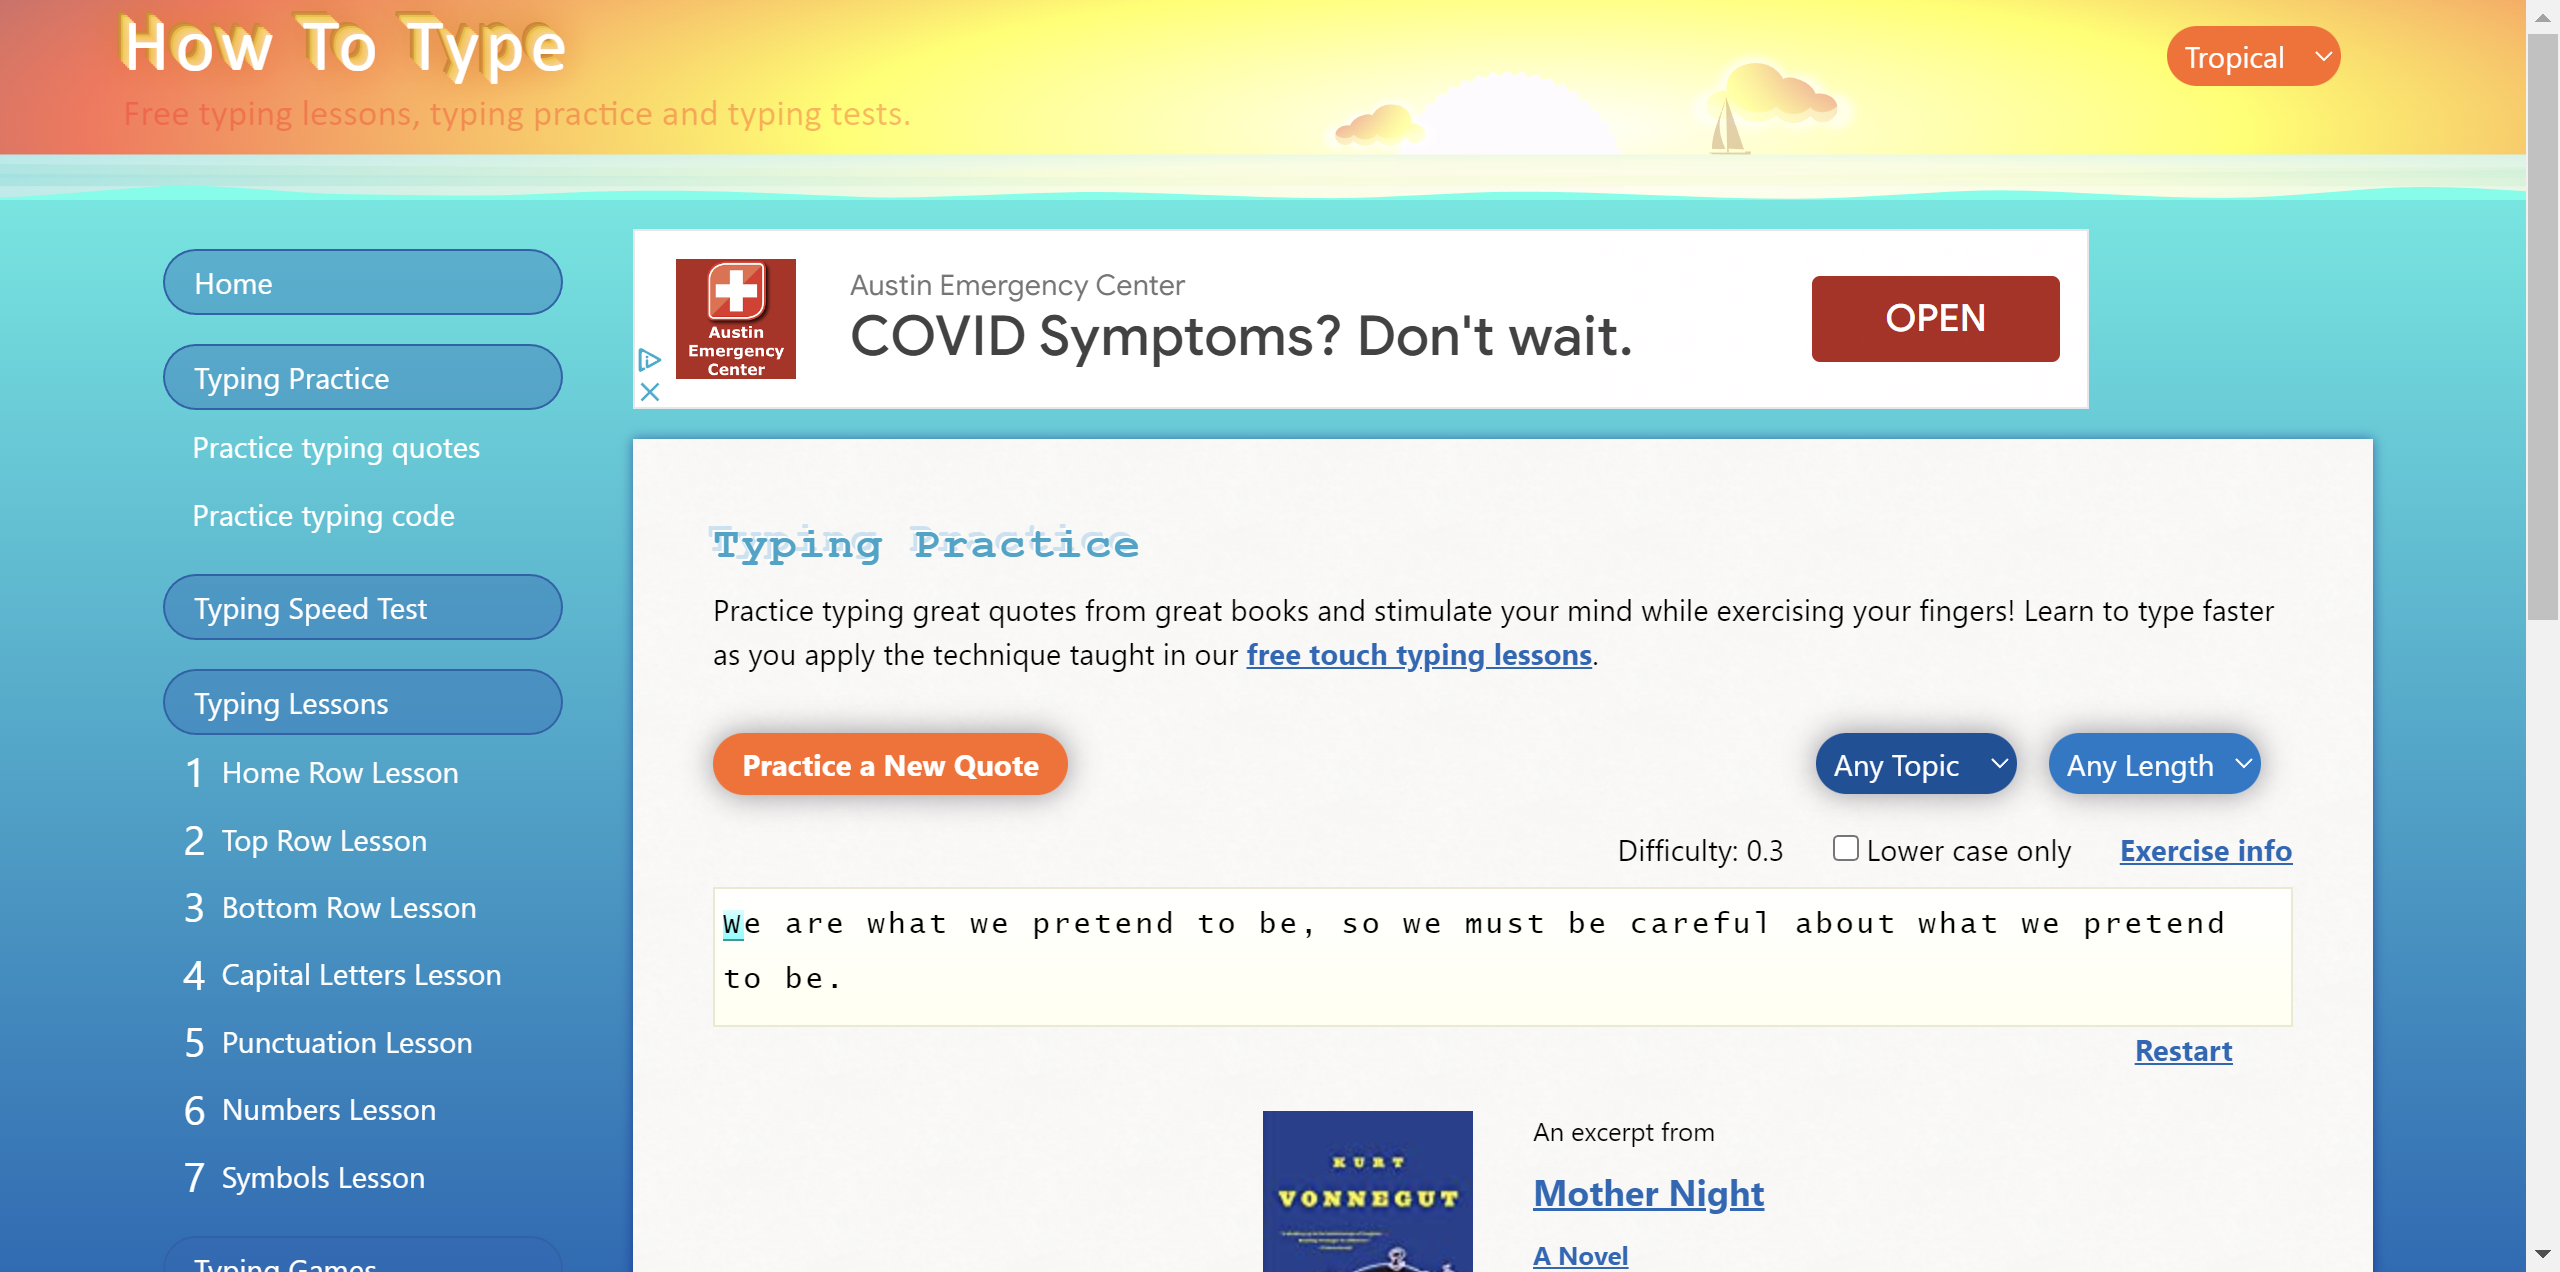 How To Type
Free typing lessons, typing practice and typing tests.
Tropical
Home
Typing Practice
Practice typing quotes
Practice typing code
Typing Speed Test
Typing Lessons
1 Home Row Lesson
2 Top Row Lesson
3 Bottom Row Lesson
4 Capital Letters Lesson
5 Punctuation Lesson
6 Numbers Lesson
7 Symbols Lesson
Typing Games
Austin
Emergency
Center
Austin Emergency Center
COVID Symptoms? Don't wait.
OPEN
Typing Practice
Practice typing great quotes from great books and stimulate your mind while exercising your fingers! Learn to type faster
as you apply the technique taught in our free touch typing lessons.
Practice a New Quote
Any Topic
Any Length
Difficulty: 0.3
Lower case only
Exercise info
We are what we pretend to be, so we must be careful about what we pretend
to be.
Restart
KURT
VONNEGUT
An excerpt from
Mother Night
A Novel